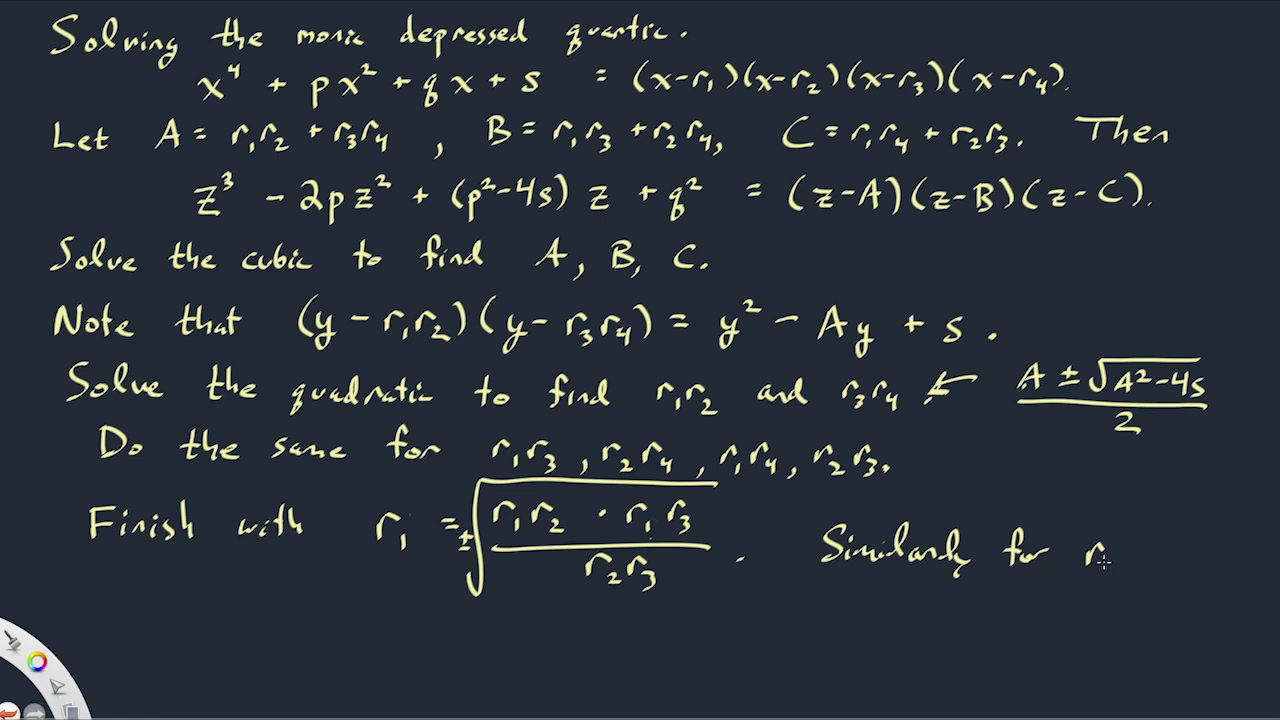 Solving the monic depressed quartic.
x⁴ + px² + qx + s = (x-r₁)(x-r₂)(x-r₃)(x-r₄).
Let A = r₁r₂ + r₃r₄, B = r₁r₃ + r₂r₄, C = r₁r₄ + r₂r₃. Then
z³ - 2pz² + (p²-4s)z + q² = (z-A)(z-B)(z-C).
Solve the cubic to find A, B, C.
Note that (y - r₁r₂)(y - r₃r₄) = y² - Ay + s.
Solve the quadratic to find r₁r₂ and r₃r₄ ← (A ± √(A²-4s))/2
Do the same for r₁r₃, r₂r₄, r₁r₄, r₂r₃.
Finish with r₁ = ±√((r₁r₂ · r₁r₃)/(r₂r₃)). Similarly for r